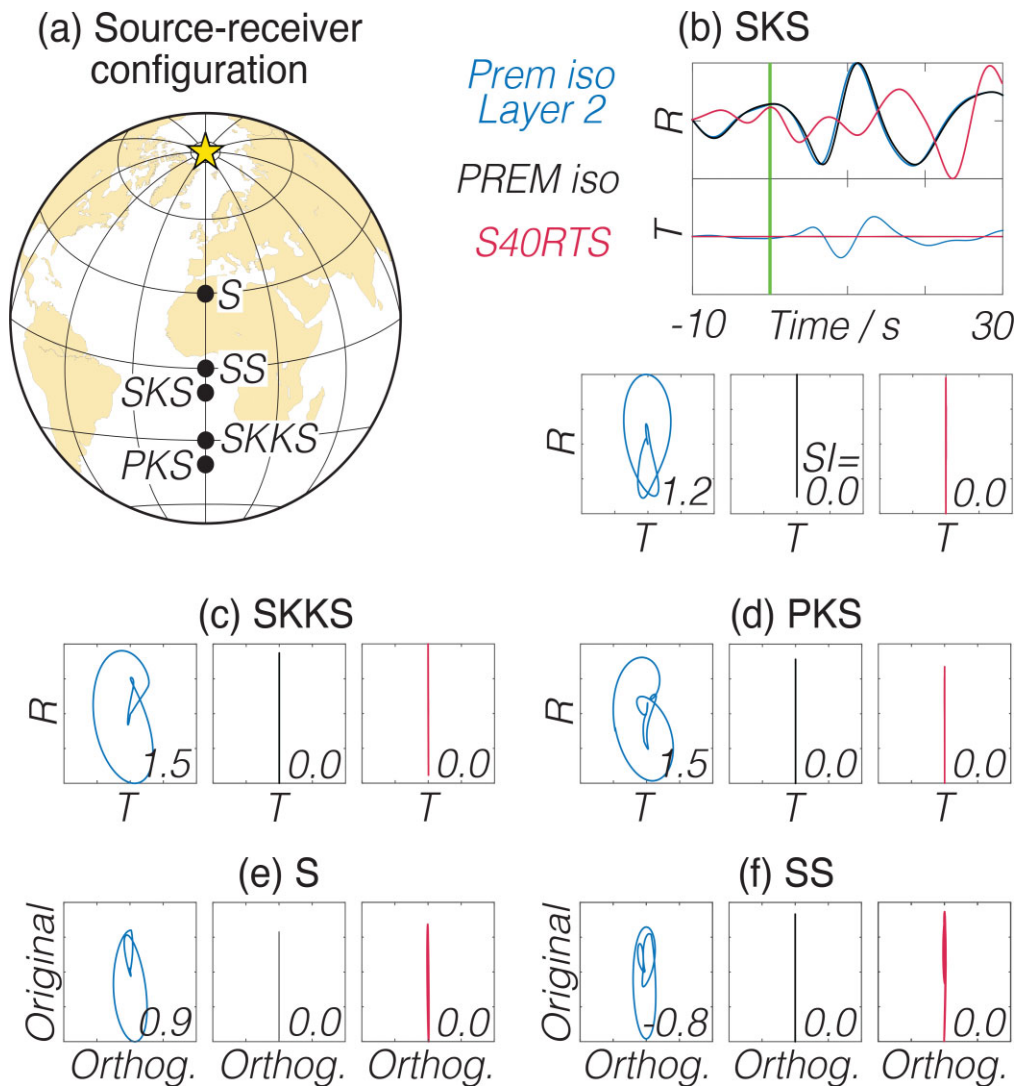 (a) Source-receiver
configuration
S
SS
SKS
SKKS
PKS
Prem iso
Layer 2
PREM iso
S40RTS
(b) SKS
R
T
-10 Time / s 30
R
1.2
SI=
0.0
0.0
T T T
(c) SKKS
R
1.5 0.0 0.0
T T T
(d) PKS
R
1.5 0.0 0.0
T T T
(e) S
Original
0.9 0.0 0.0
Orthog. Orthog. Orthog.
(f) SS
Original
-0.8 0.0 0.0
Orthog. Orthog. Orthog.